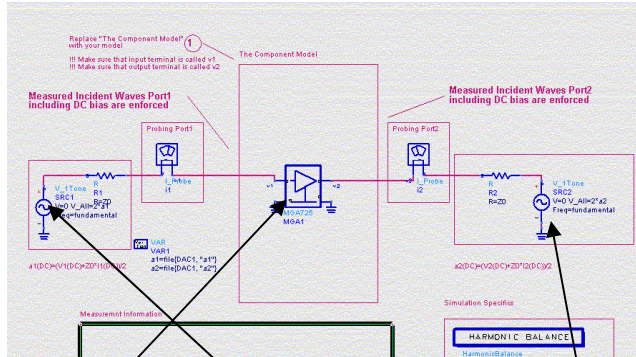 Replace "The Component Model"
with your model
1
!!! Make sure that input terminal is called v1
!!! Make sure that output terminal is called v2
The Component Model
Measured Incident Waves Port1
including DC bias are enforced
Measured Incident Waves Port2
including DC bias are enforced
Probing Port1
Probing Port2
I_Probe
i1
v1
v2
I_Probe
i2
V_1Tone
SRC1
V=0 V_All=2*a1
Freq=fundamental
R
R1
R=Z0
MGA725
MGA1
R
R2
R=Z0
V_1Tone
SRC2
V=0 V_All=2*a2
Freq=fundamental
VAR
VAR1
a1=file{DAC1, "a1"}
a2=file{DAC1, "a2"}
a1(DC)=(V1(DC)+Z0*I1(DC))/2
a2(DC)=(V2(DC)+Z0*I2(DC))/2
Measuremnt Information
Simulation Specifics
HARMONIC BALANCE
HarmonicBalance